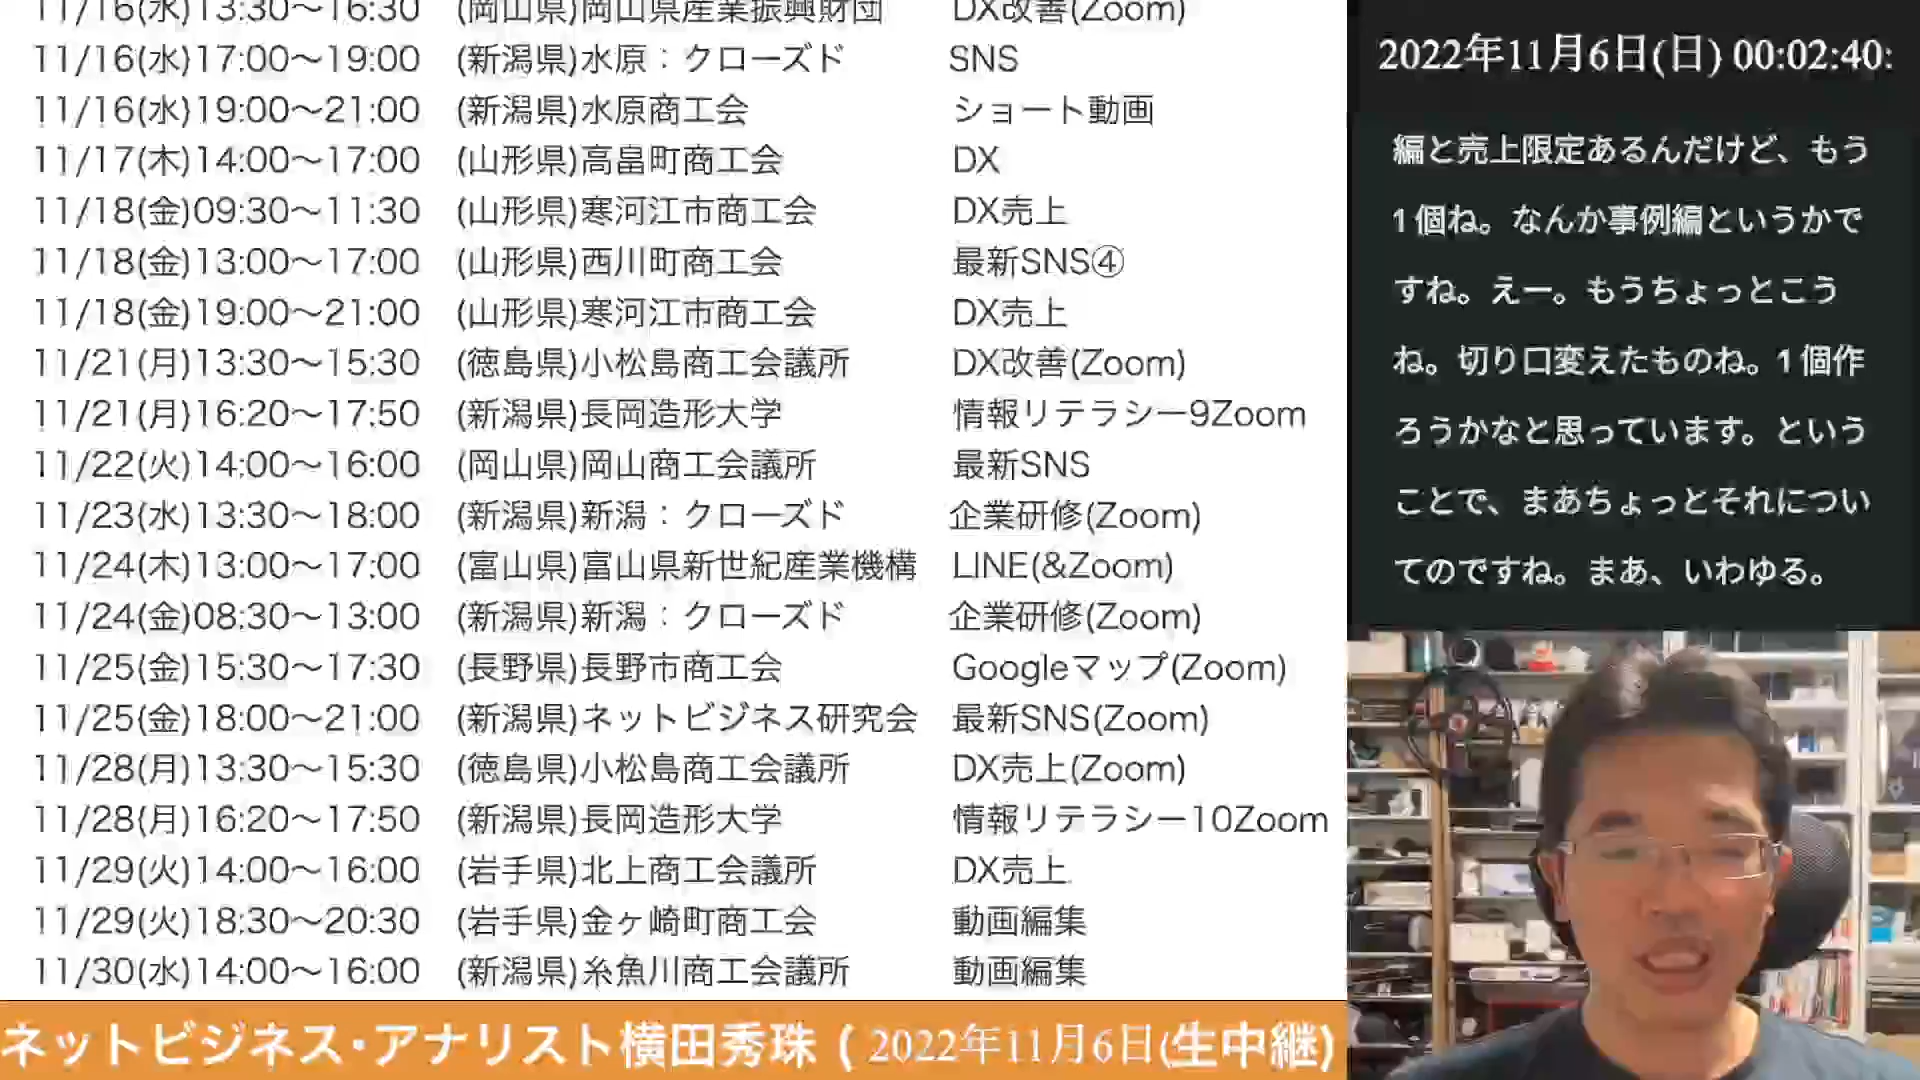 11/16(水)13:30〜16:30 (岡山県)岡山県産業振興財団 DX改善(Zoom)
11/16(水)17:00〜19:00 (新潟県)水原：クローズド SNS
11/16(水)19:00〜21:00 (新潟県)水原商工会 ショート動画
11/17(木)14:00〜17:00 (山形県)高畠町商工会 DX
11/18(金)09:30〜11:30 (山形県)寒河江市商工会 DX売上
11/18(金)13:00〜17:00 (山形県)西川町商工会 最新SNS④
11/18(金)19:00〜21:00 (山形県)寒河江市商工会 DX売上
11/21(月)13:30〜15:30 (徳島県)小松島商工会議所 DX改善(Zoom)
11/21(月)16:20〜17:50 (新潟県)長岡造形大学 情報リテラシー9Zoom
11/22(火)14:00〜16:00 (岡山県)岡山商工会議所 最新SNS
11/23(水)13:30〜18:00 (新潟県)新潟：クローズド 企業研修(Zoom)
11/24(木)13:00〜17:00 (富山県)富山県新世紀産業機構 LINE(&Zoom)
11/24(金)08:30〜13:00 (新潟県)新潟：クローズド 企業研修(Zoom)
11/25(金)15:30〜17:30 (長野県)長野市商工会 Googleマップ(Zoom)
11/25(金)18:00〜21:00 (新潟県)ネットビジネス研究会 最新SNS(Zoom)
11/28(月)13:30〜15:30 (徳島県)小松島商工会議所 DX売上(Zoom)
11/28(月)16:20〜17:50 (新潟県)長岡造形大学 情報リテラシー10Zoom
11/29(火)14:00〜16:00 (岩手県)北上商工会議所 DX売上
11/29(火)18:30〜20:30 (岩手県)金ヶ崎町商工会 動画編集
11/30(水)14:00〜16:00 (新潟県)糸魚川商工会議所 動画編集
ネットビジネス・アナリスト横田秀珠 ( 2022年11月6日(生中継)
2022年11月6日(日) 00:02:40:
編と売上限定あるんだけど、もう
1個ね。なんか事例編というかで
すね。えー。もうちょっとこう
ね。切り口変えたものね。1個作
ろうかなと思っています。という
ことで、まあちょっとそれについ
てのですね。まあ、いわゆる。